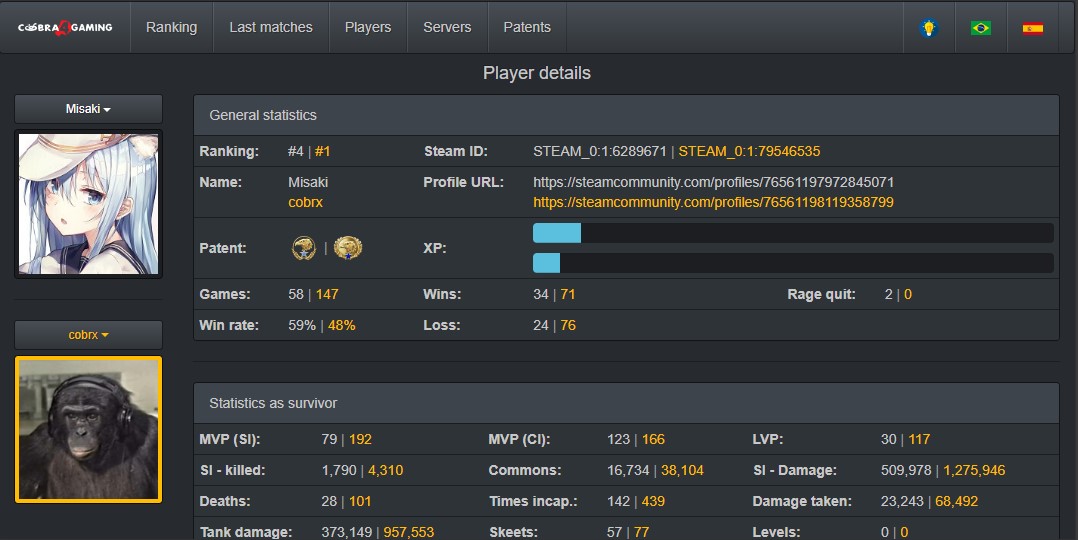 COBRA GAMING Ranking Last matches Players Servers Patents
Player details
Misaki
General statistics
Ranking: #4 | #1 Steam ID: STEAM_0:1:6289671 | STEAM_0:1:79546535
Name: Misaki Profile URL: https://steamcommunity.com/profiles/76561197972845071
cobrx https://steamcommunity.com/profiles/76561198119358799
Patent: | XP:
Games: 58 | 147 Wins: 34 | 71 Rage quit: 2 | 0
Win rate: 59% | 48% Loss: 24 | 76
cobrx
Statistics as survivor
MVP (SI): 79 | 192 MVP (CI): 123 | 166 LVP: 30 | 117
SI - killed: 1,790 | 4,310 Commons: 16,734 | 38,104 SI - Damage: 509,978 | 1,275,946
Deaths: 28 | 101 Times incap.: 142 | 439 Damage taken: 23,243 | 68,492
Tank damage: 373,149 | 957,553 Skeets: 57 | 77 Levels: 0 | 0